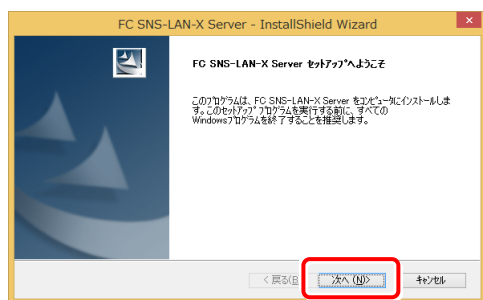 FC SNS-LAN-X Server - InstallShield Wizard
FC SNS-LAN-X Server ｾｯﾄｱｯﾌﾟへようこそ
このﾌﾟﾛｸﾞﾗﾑは、FC SNS-LAN-X Server をｺﾝﾋﾟｭｰﾀにｲﾝｽﾄｰﾙしま
す。このｾｯﾄｱｯﾌﾟ ﾌﾟﾛｸﾞﾗﾑを実行する前に、すべての
Windowsﾌﾟﾛｸﾞﾗﾑを終了することを推奨します。
< 戻る(B 次へ (N)> ｷｬﾝｾﾙ